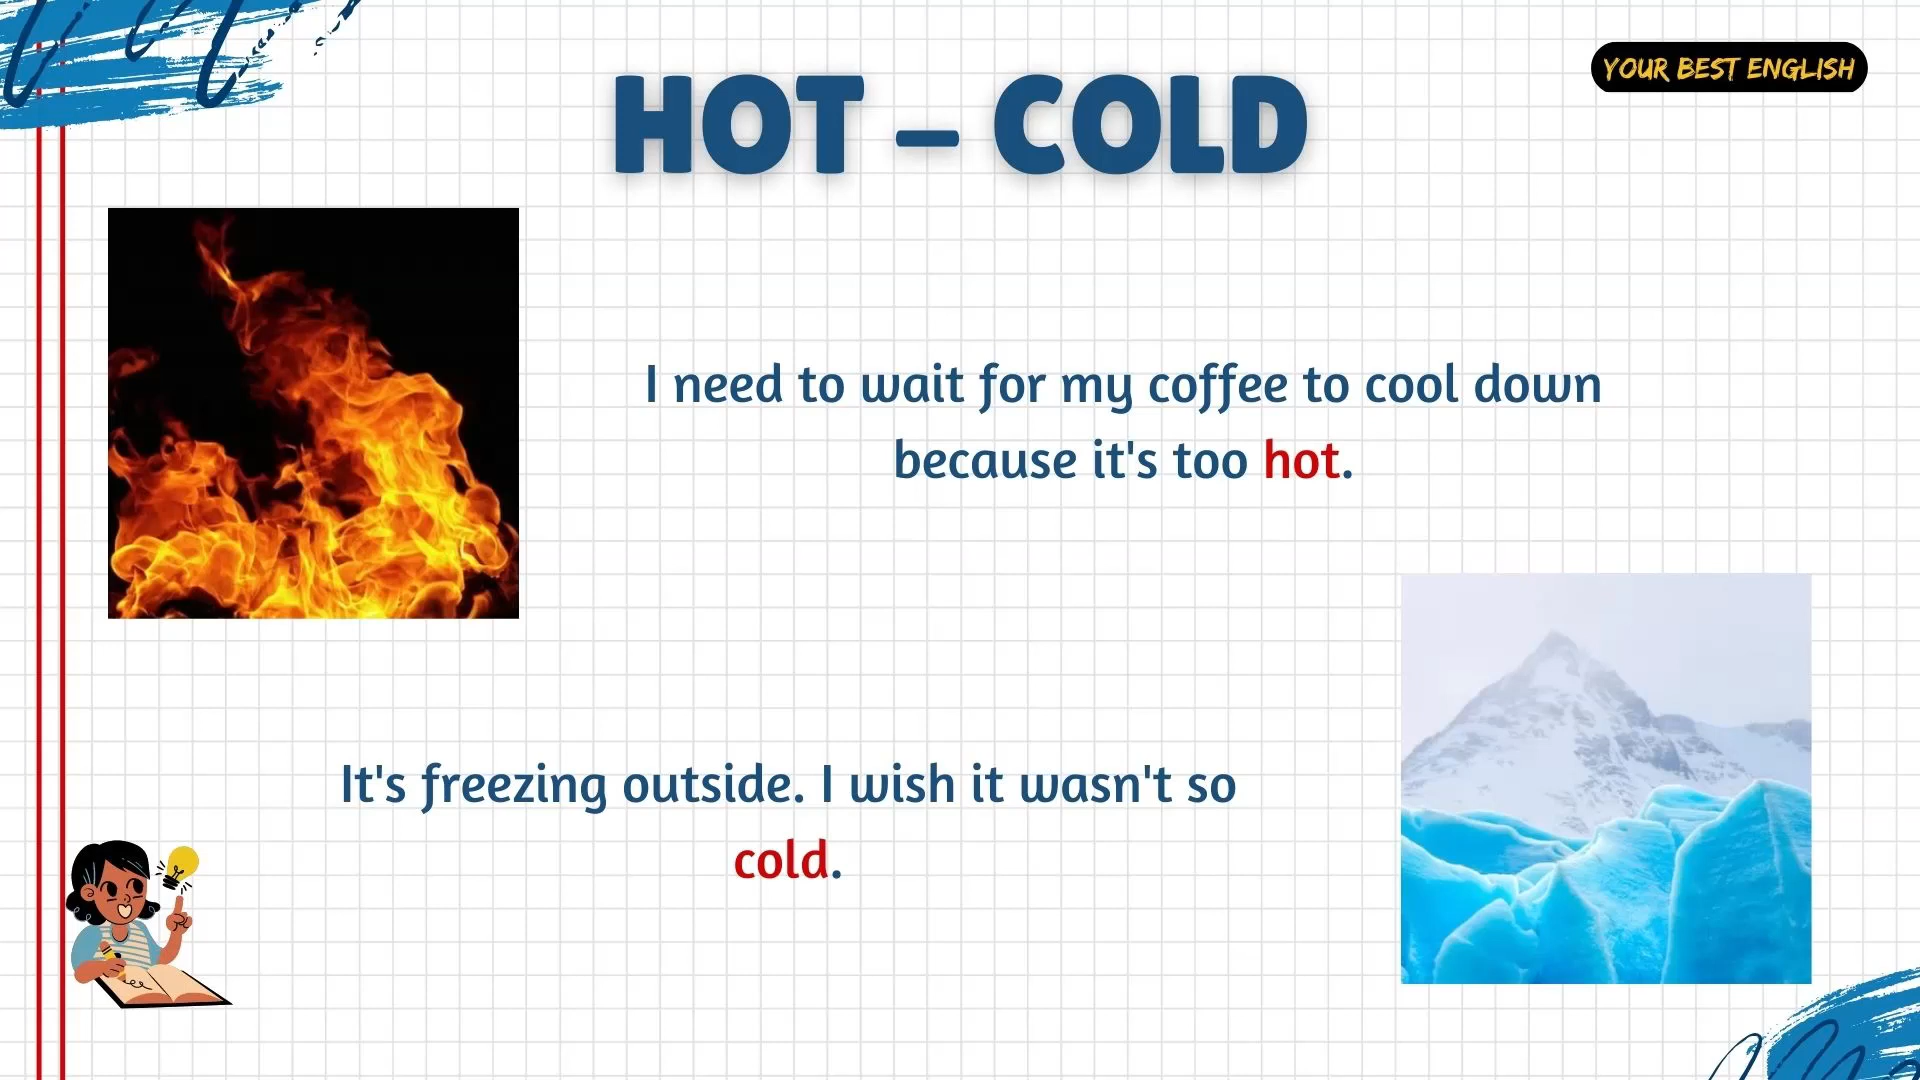 YOUR BEST ENGLISH
HOT – COLD
I need to wait for my coffee to cool down
because it's too hot.
It's freezing outside. I wish it wasn't so
cold.